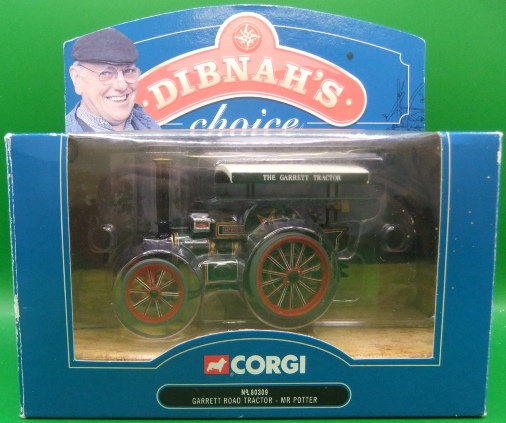 DIBNAH'S
choice
THE GARRETT TRACTOR
CORGI
No. 80309
GARRETT ROAD TRACTOR - MR POTTER